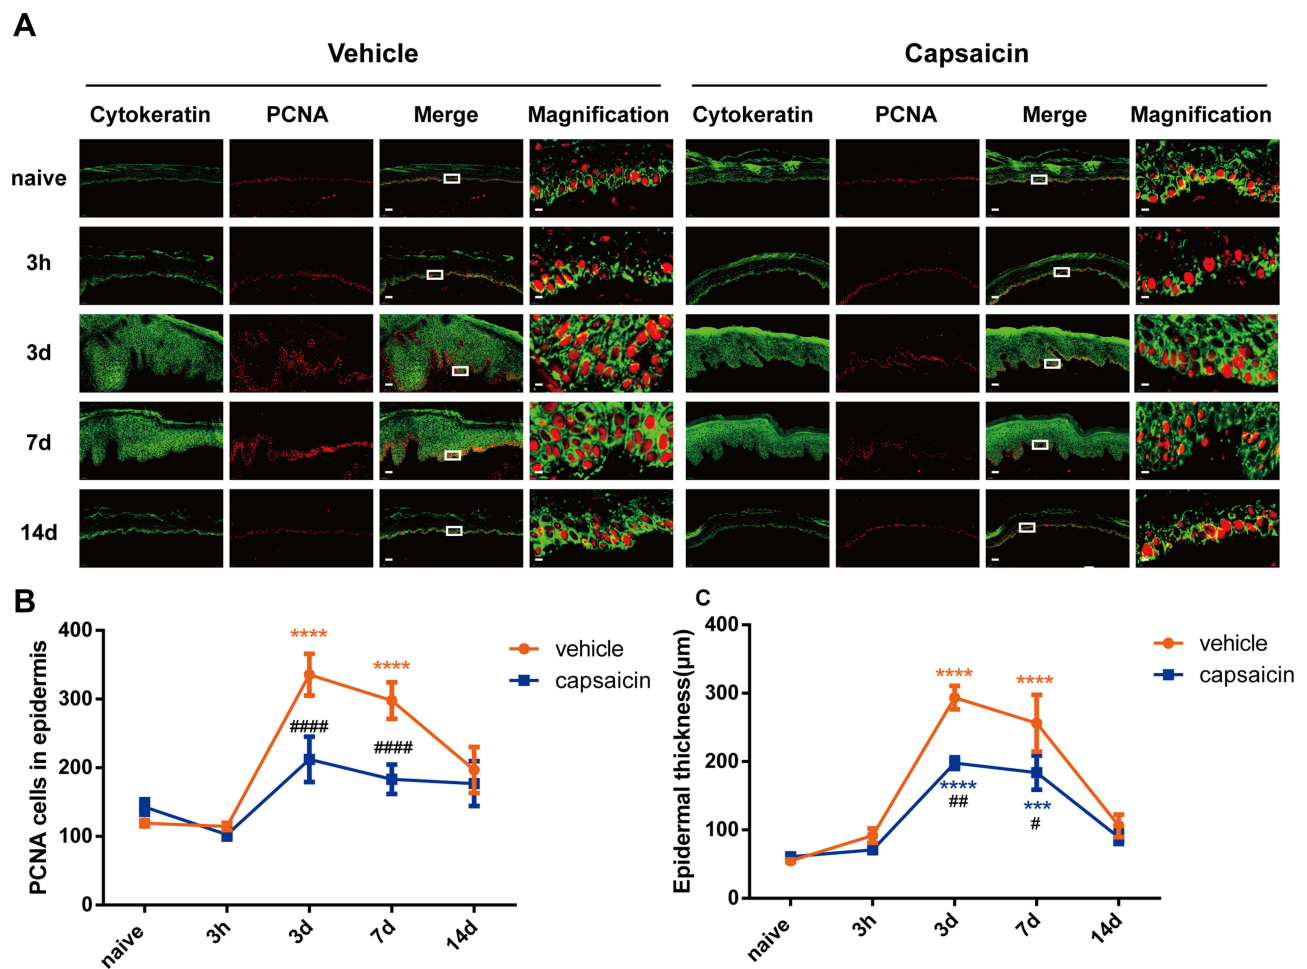 A
Vehicle Capsaicin
Cytokeratin PCNA Merge Magnification Cytokeratin PCNA Merge Magnification
naive
3h
3d
7d
14d
B
PCNA cells in epidermis
400
300
200
100
0
naive 3h 3d 7d 14d
**** ****
#### ####
vehicle
capsaicin
C
Epidermal thickness(μm)
400
300
200
100
0
naive 3h 3d 7d 14d
**** ****
**** ***
## #
vehicle
capsaicin